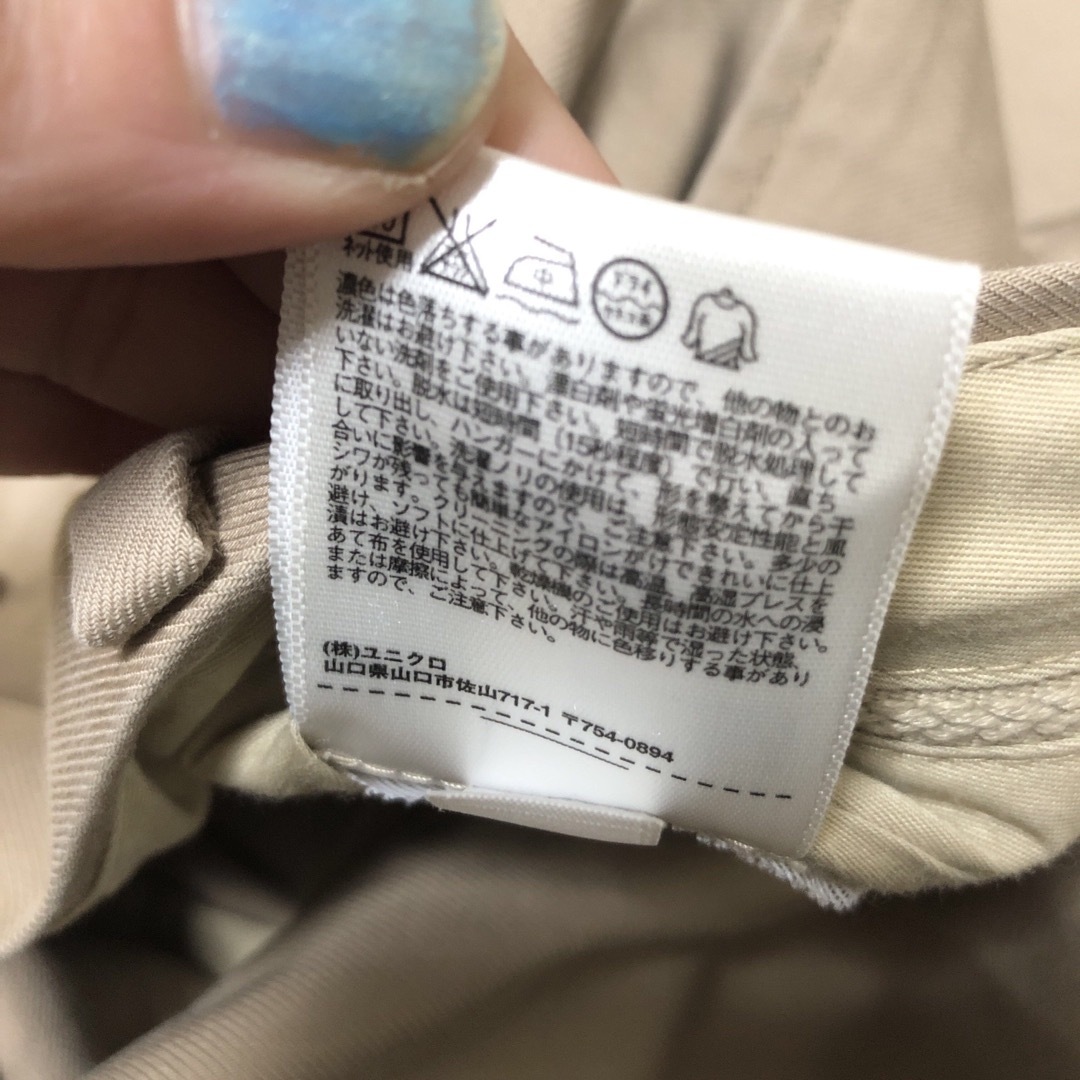 ネット使用
中
ドライ
濃色は色落ちする事がありますので、他の物とのお
洗濯はお避け下さい。漂白剤や蛍光増白剤の入って
いない洗剤をご使用下さい。短時間で脱水処理
下さい。脱水は短時間(15秒程度)で行い、直ち
に取り出し、ハンガーにかけて、形を整えてから干
して下さい。洗濯ノリの使用は、形態安定性能と風
合いに影響を与えますので、ご注意下さい。多少の
シワが残っても簡単なアイロンがけできれいに仕上
がります。クリーニングの際は高温、高湿プレスを
避け、ソフトに仕上げて下さい。長時間の水への浸
漬はお避け下さい。乾燥機のご使用はお避け下さい。
あて布を使用して下さい。汗や雨等で湿った状態、
または摩擦によって、他の物に色移りする事があり
ますので、ご注意下さい。
(株)ユニクロ
山口県山口市佐山717-1 〒754-0894